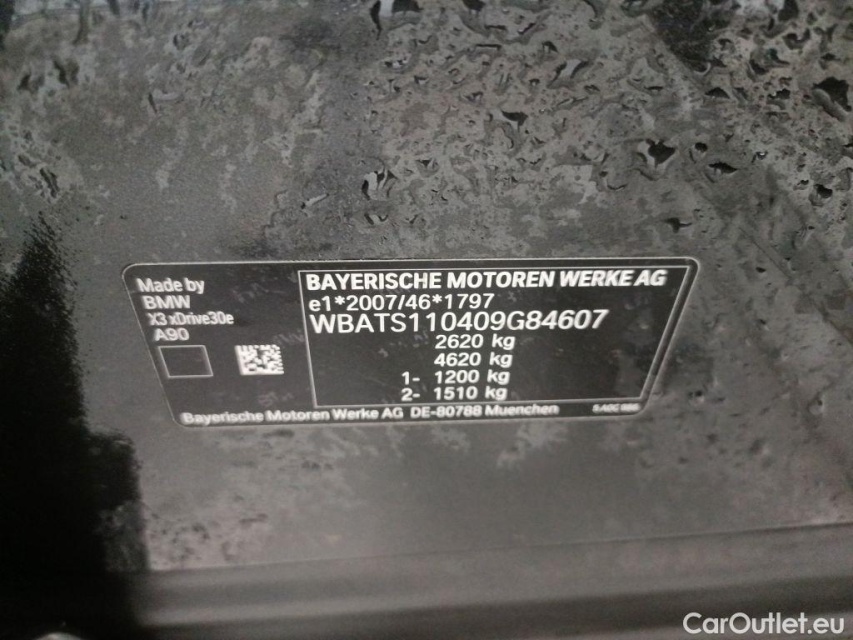 Made by
BMW
X3 xDrive30e
A90
BAYERISCHE MOTOREN WERKE AG
e1*2007/46*1797
WBATS110409G84607
2620 kg
4620 kg
1- 1200 kg
2- 1510 kg
Bayerische Motoren Werke AG DE-80788 Muenchen
CarOutlet.eu